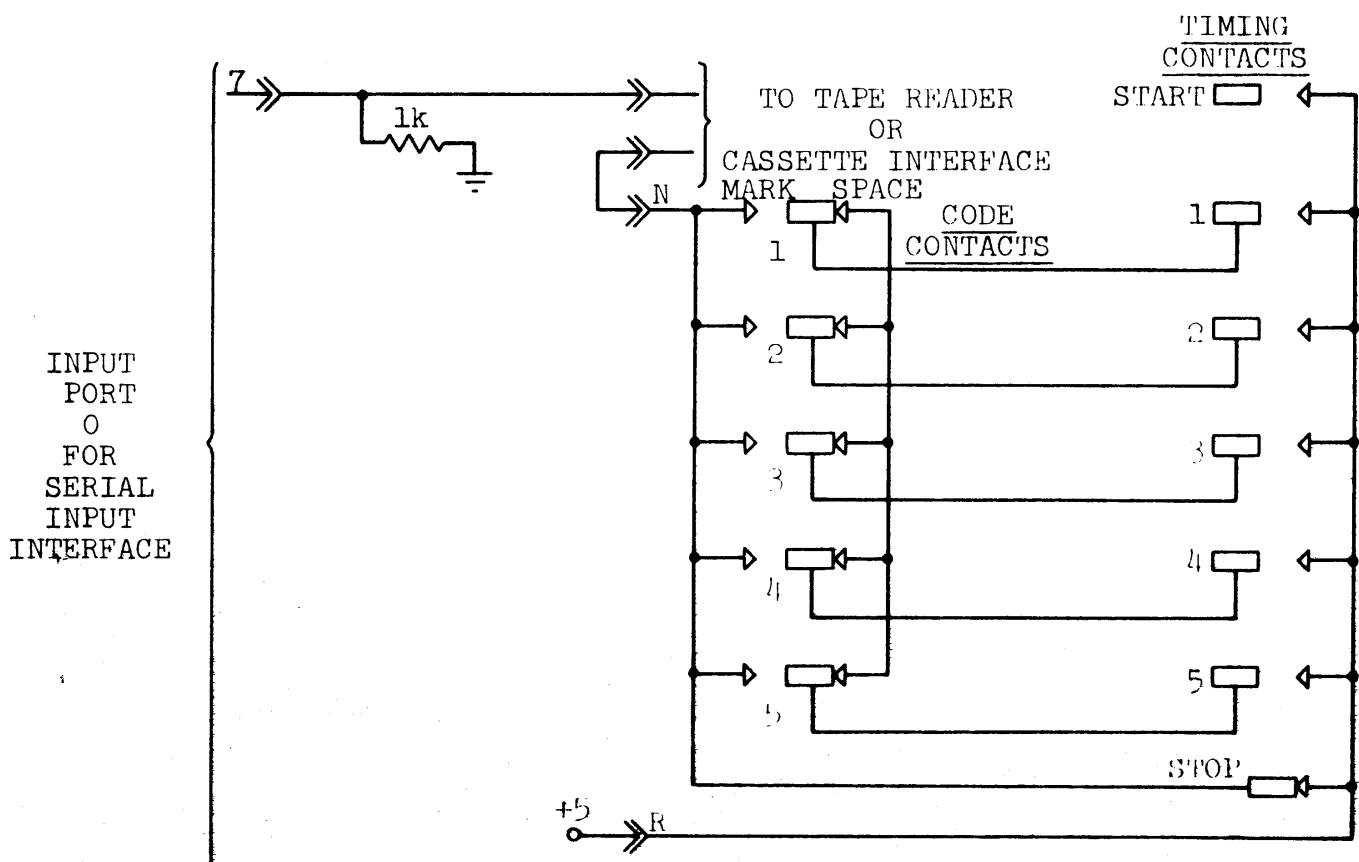 TIMING
CONTACTS
START
7
1k
TO TAPE READER
OR
CASSETTE INTERFACE
MARK SPACE
N
CODE
CONTACTS
1
1
2
2
3
3
4
4
5
5
INPUT
PORT
0
FOR
SERIAL
INPUT
INTERFACE
STOP
+5
R